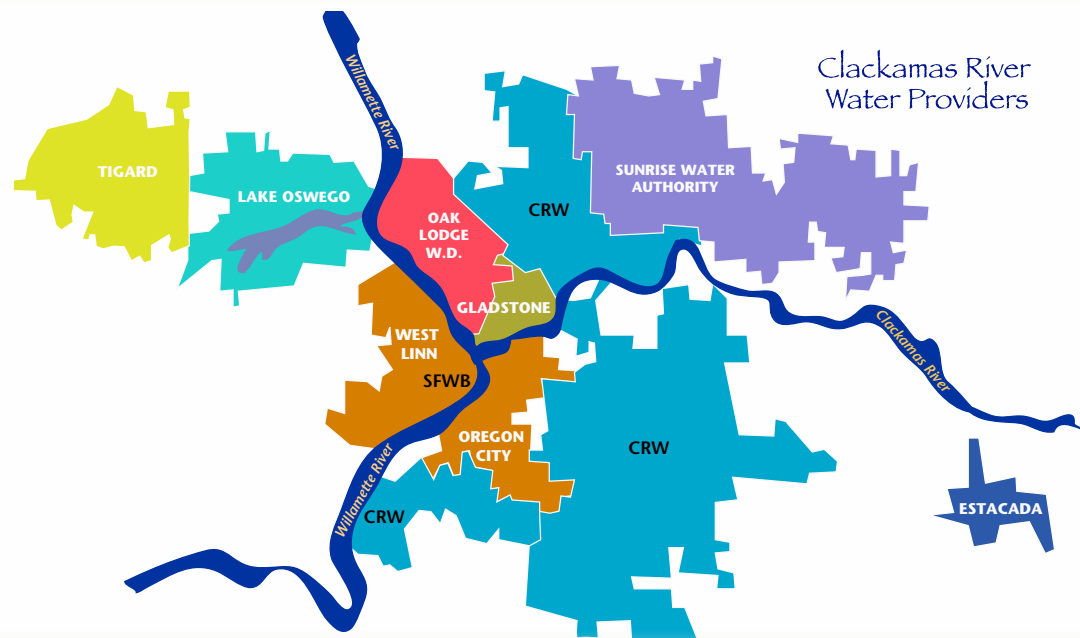 Clackamas River
Water Providers
Willamette River
TIGARD
LAKE OSWEGO
OAK
LODGE
W.D.
CRW
SUNRISE WATER
AUTHORITY
GLADSTONE
WEST
LINN
SFWB
OREGON
CITY
CRW
Clackamas River
Willamette River
CRW
ESTACADA